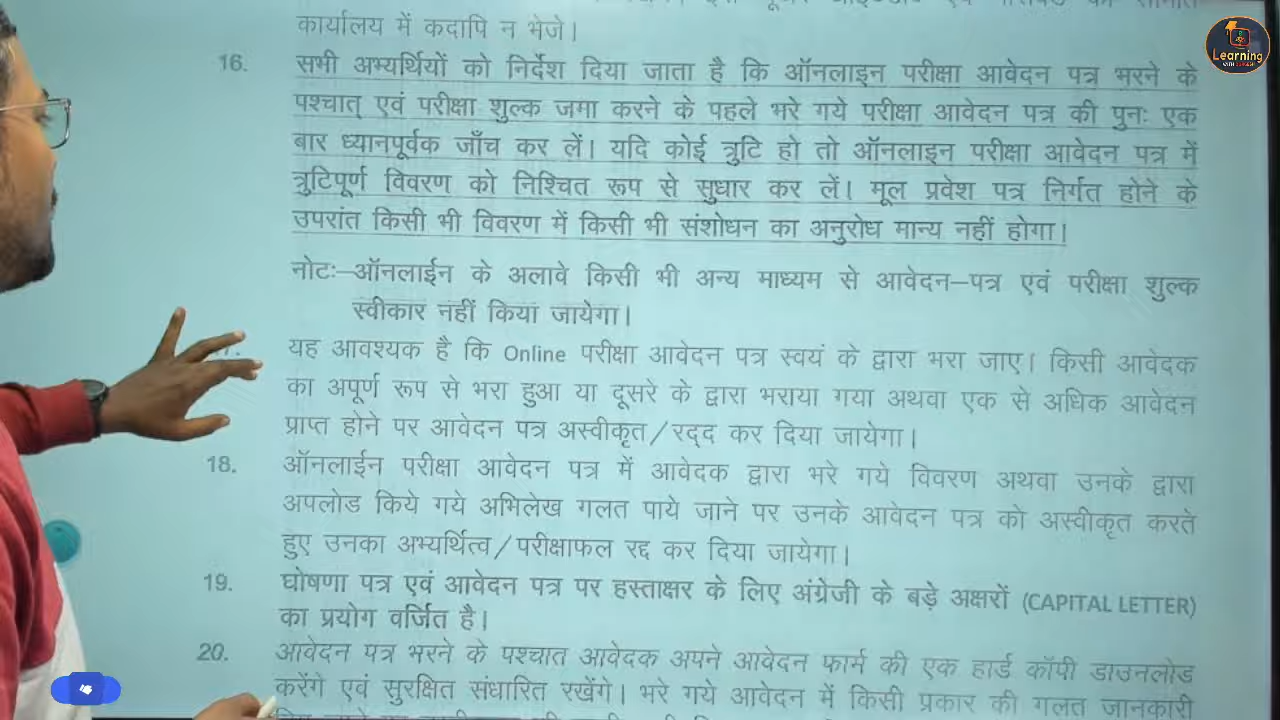 कार्यालय में कदापि न भेजे।
Learning
16. सभी अभ्यर्थियों को निर्देश दिया जाता है कि ऑनलाइन परीक्षा आवेदन पत्र भरने के
पश्चात् एवं परीक्षा शुल्क जमा करने के पहले भरे गये परीक्षा आवेदन पत्र की पुनः एक
बार ध्यानपूर्वक जाँच कर लें। यदि कोई त्रुटि हो तो ऑनलाइन परीक्षा आवेदन पत्र में
त्रुटिपूर्ण विवरण को निश्चित रूप से सुधार कर लें। मूल प्रवेश पत्र निर्गत होने के
उपरांत किसी भी विवरण में किसी भी संशोधन का अनुरोध मान्य नहीं होगा।
नोटः–ऑनलाईन के अलावे किसी भी अन्य माध्यम से आवेदन–पत्र एवं परीक्षा शुल्क
स्वीकार नहीं किया जायेगा।
यह आवश्यक है कि Online परीक्षा आवेदन पत्र स्वयं के द्वारा भरा जाए। किसी आवेदक
का अपूर्ण रूप से भरा हुआ या दूसरे के द्वारा भराया गया अथवा एक से अधिक आवेदन
प्राप्त होने पर आवेदन पत्र अस्वीकृत/रद्द कर दिया जायेगा।
18. ऑनलाईन परीक्षा आवेदन पत्र में आवेदक द्वारा भरे गये विवरण अथवा उनके द्वारा
अपलोड किये गये अभिलेख गलत पाये जाने पर उनके आवेदन पत्र को अस्वीकृत करते
हुए उनका अभ्यर्थित्व/परीक्षाफल रद्द कर दिया जायेगा।
19. घोषणा पत्र एवं आवेदन पत्र पर हस्ताक्षर के लिए अंग्रेजी के बड़े अक्षरों (CAPITAL LETTER)
का प्रयोग वर्जित है।
20. आवेदन पत्र भरने के पश्चात आवेदक अपने आवेदन फार्म की एक हार्ड कॉपी डाउनलोड
करेंगे एवं सुरक्षित संधारित रखेंगे। भरे गये आवेदन में किसी प्रकार की गलत जानकारी